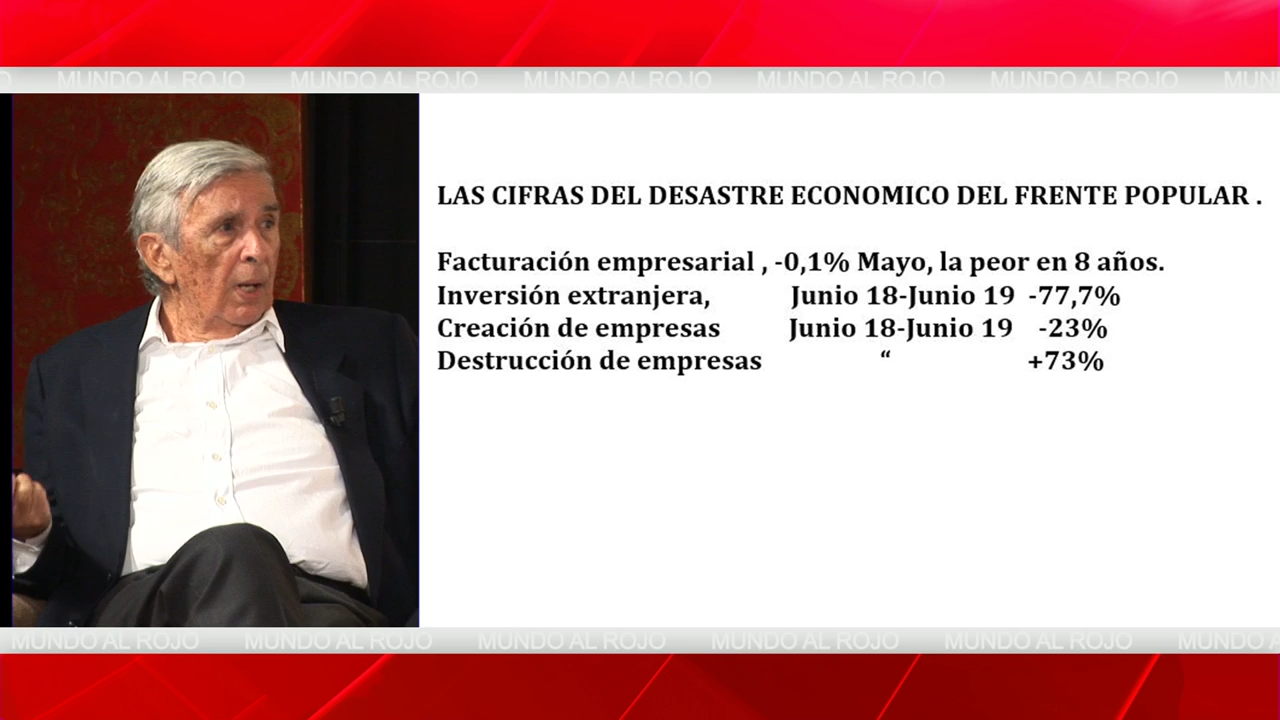 MUNDO AL ROJO MUNDO AL ROJO MUNDO AL ROJO MUNDO AL ROJO MUNDO AL ROJO
LAS CIFRAS DEL DESASTRE ECONOMICO DEL FRENTE POPULAR .
Facturación empresarial , -0,1% Mayo, la peor en 8 años.
Inversión extranjera, Junio 18-Junio 19 -77,7%
Creación de empresas Junio 18-Junio 19 -23%
Destrucción de empresas “ +73%
MUNDO AL ROJO MUNDO AL ROJO MUNDO AL ROJO MUNDO AL ROJO MUNDO AL ROJO